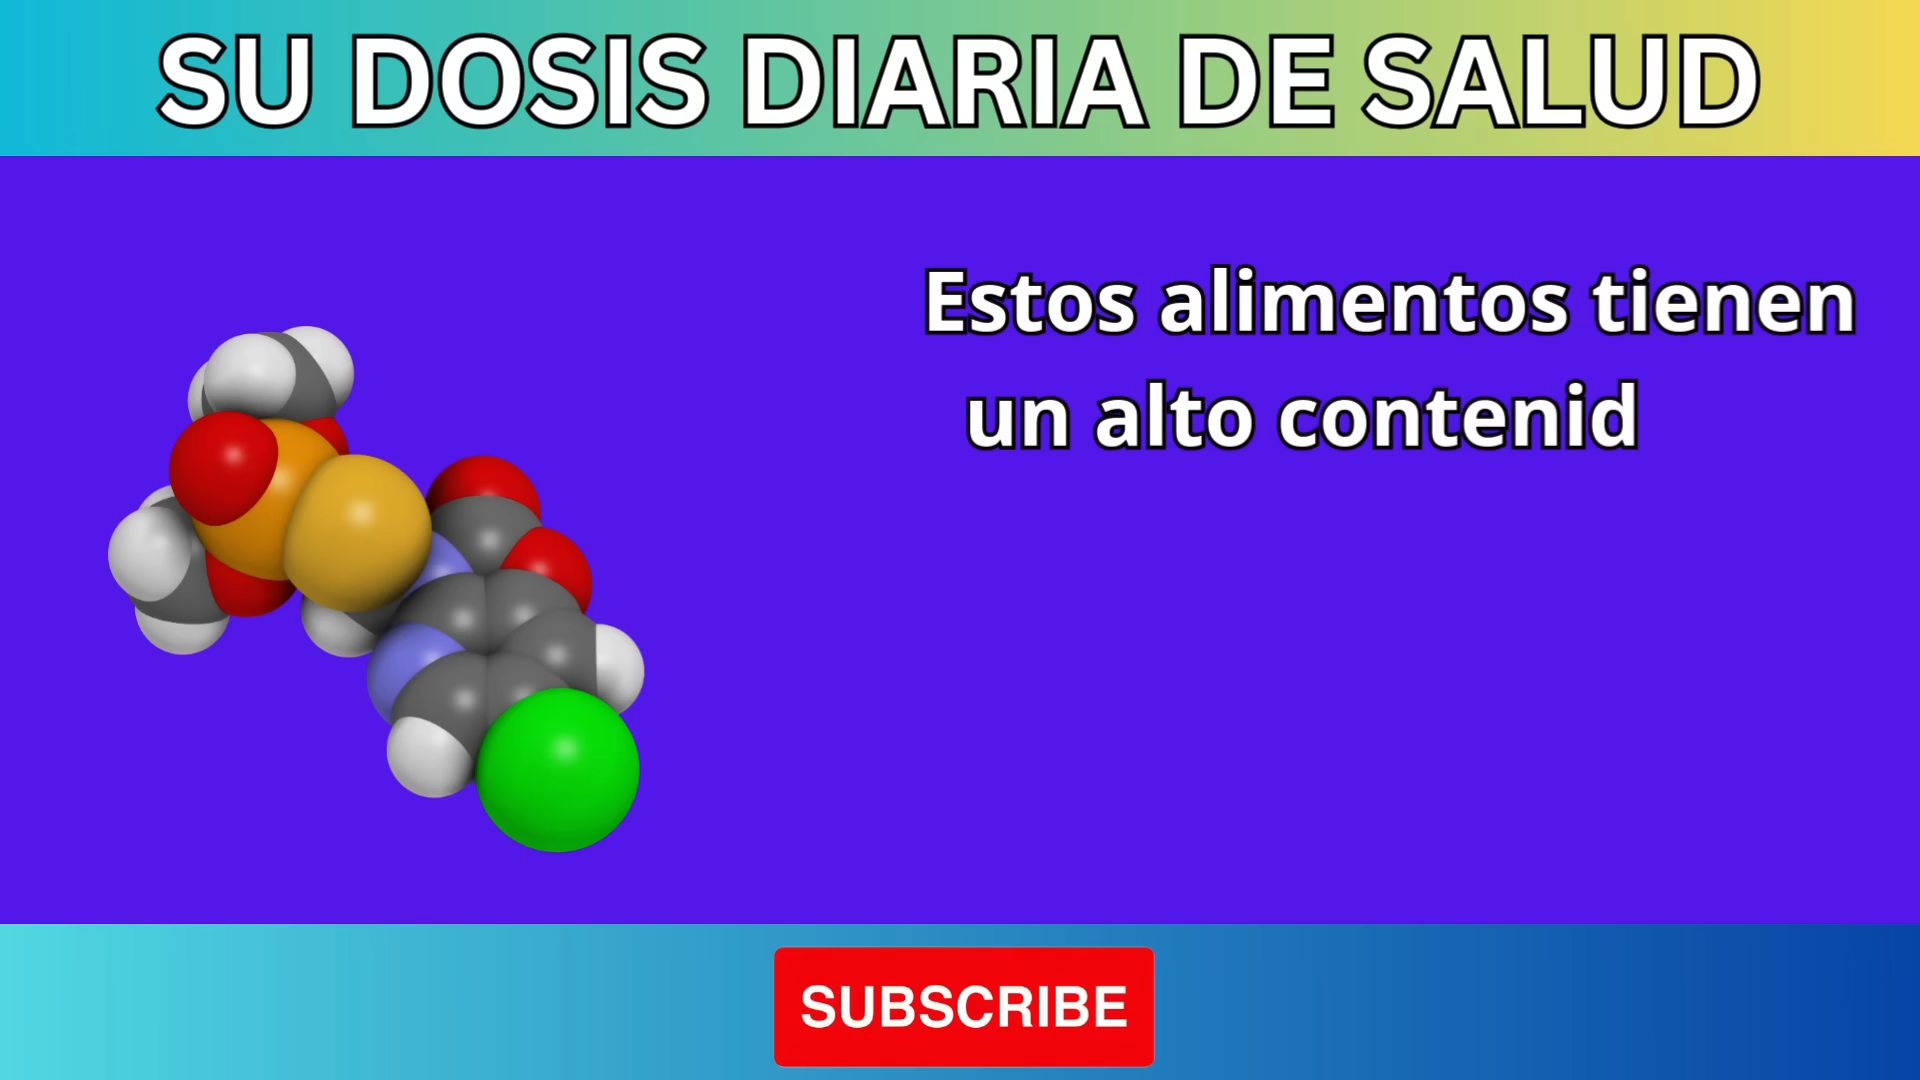 SU DOSIS DIARIA DE SALUD
Estos alimentos tienen
un alto contenid
SUBSCRIBE